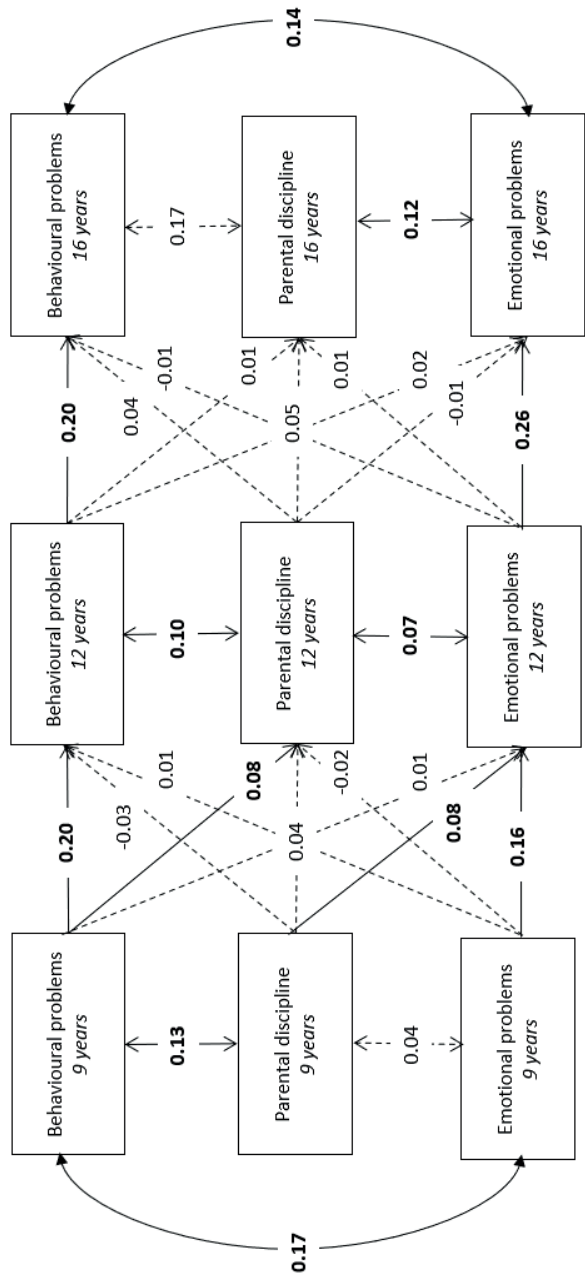 Behavioural problems
9 years
Behavioural problems
12 years
Behavioural problems
16 years
Parental discipline
9 years
Parental discipline
12 years
Parental discipline
16 years
Emotional problems
9 years
Emotional problems
12 years
Emotional problems
16 years
0.17
0.13
0.04
0.20
-0.03
0.01
0.08
0.04
-0.02
0.01
0.08
0.16
0.10
0.07
0.20
0.04
-0.01
0.01
0.05
0.01
0.02
-0.01
0.26
0.17
0.12
0.14